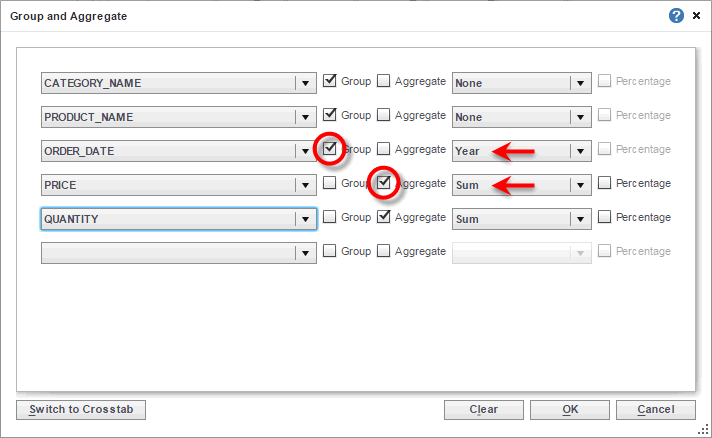 Group and Aggregate
CATEGORY_NAME Group Aggregate None Percentage
PRODUCT_NAME Group Aggregate None Percentage
ORDER_DATE Group Aggregate Year Percentage
PRICE Group Aggregate Sum Percentage
QUANTITY Group Aggregate Sum Percentage
Group Aggregate Percentage
Switch to Crosstab Clear OK Cancel